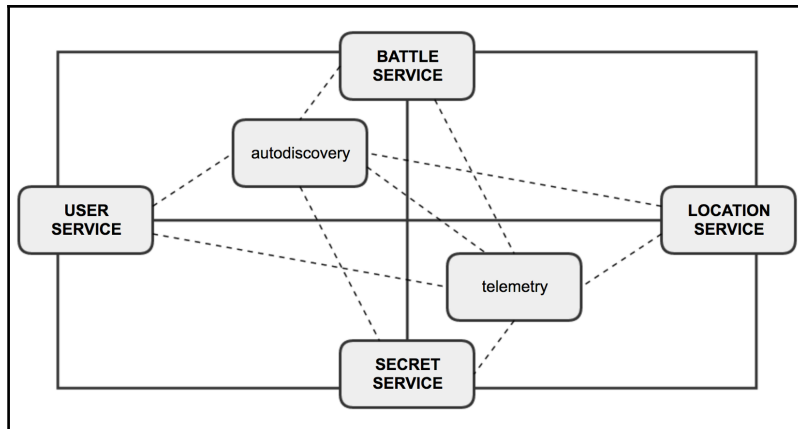 BATTLE
SERVICE
autodiscovery
USER
SERVICE
LOCATION
SERVICE
telemetry
SECRET
SERVICE